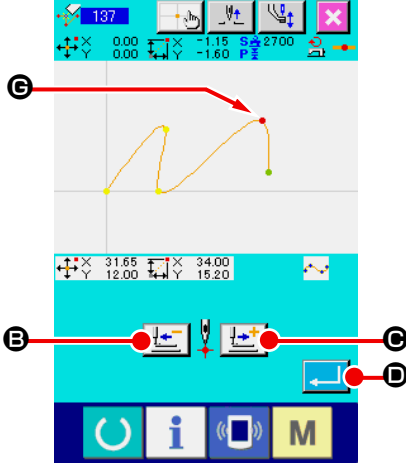 137
X 0.00 X -1.15 S 2700
Y 0.00 Y -1.60 P
G
X 31.65 X 34.00
Y 12.00 Y 15.20
B
C
D
i M